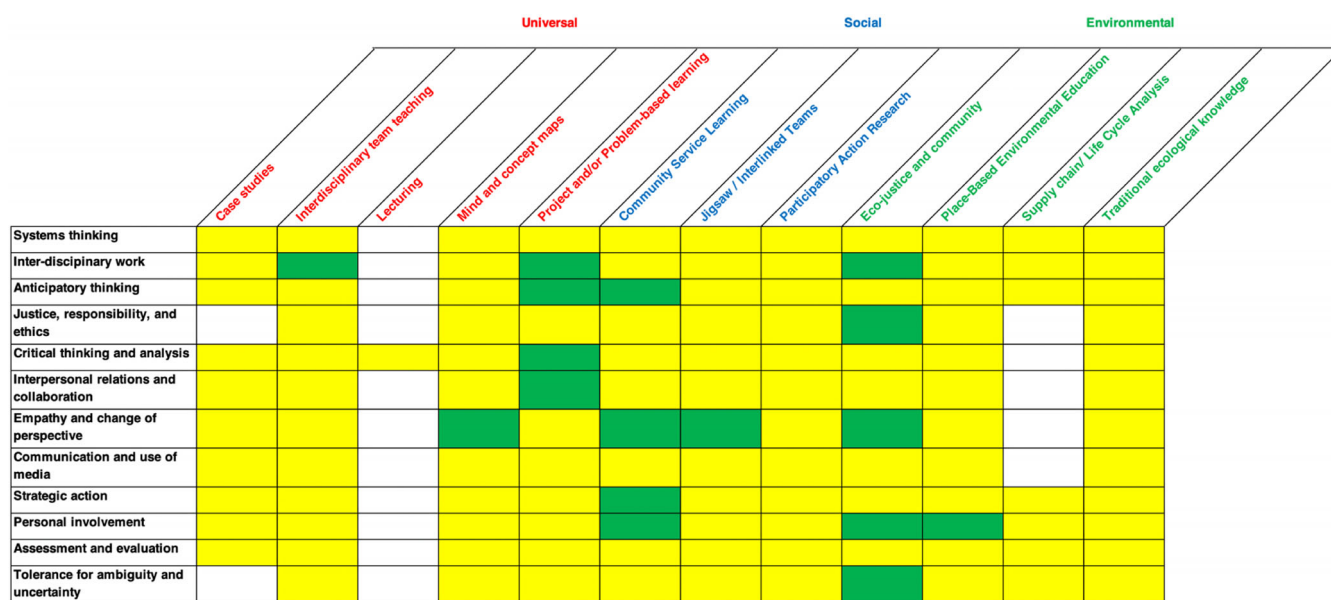 Universal
Social
Environmental
Case studies
Interdisciplinary team teaching
Lecturing
Mind and concept maps
Project and/or Problem-based learning
Community Service Learning
Jigsaw / Interlinked Teams
Participatory Action Research
Eco-justice and community
Place-Based Environmental Education
Supply chain/ Life Cycle Analysis
Traditional ecological knowledge
Systems thinking
Inter-discipinary work
Anticipatory thinking
Justice, responsibility, and
ethics
Critical thinking and analysis
Interpersonal relations and
collaboration
Empathy and change of
perspective
Communication and use of
media
Strategic action
Personal involvement
Assessment and evaluation
Tolerance for ambiguity and
uncertainty